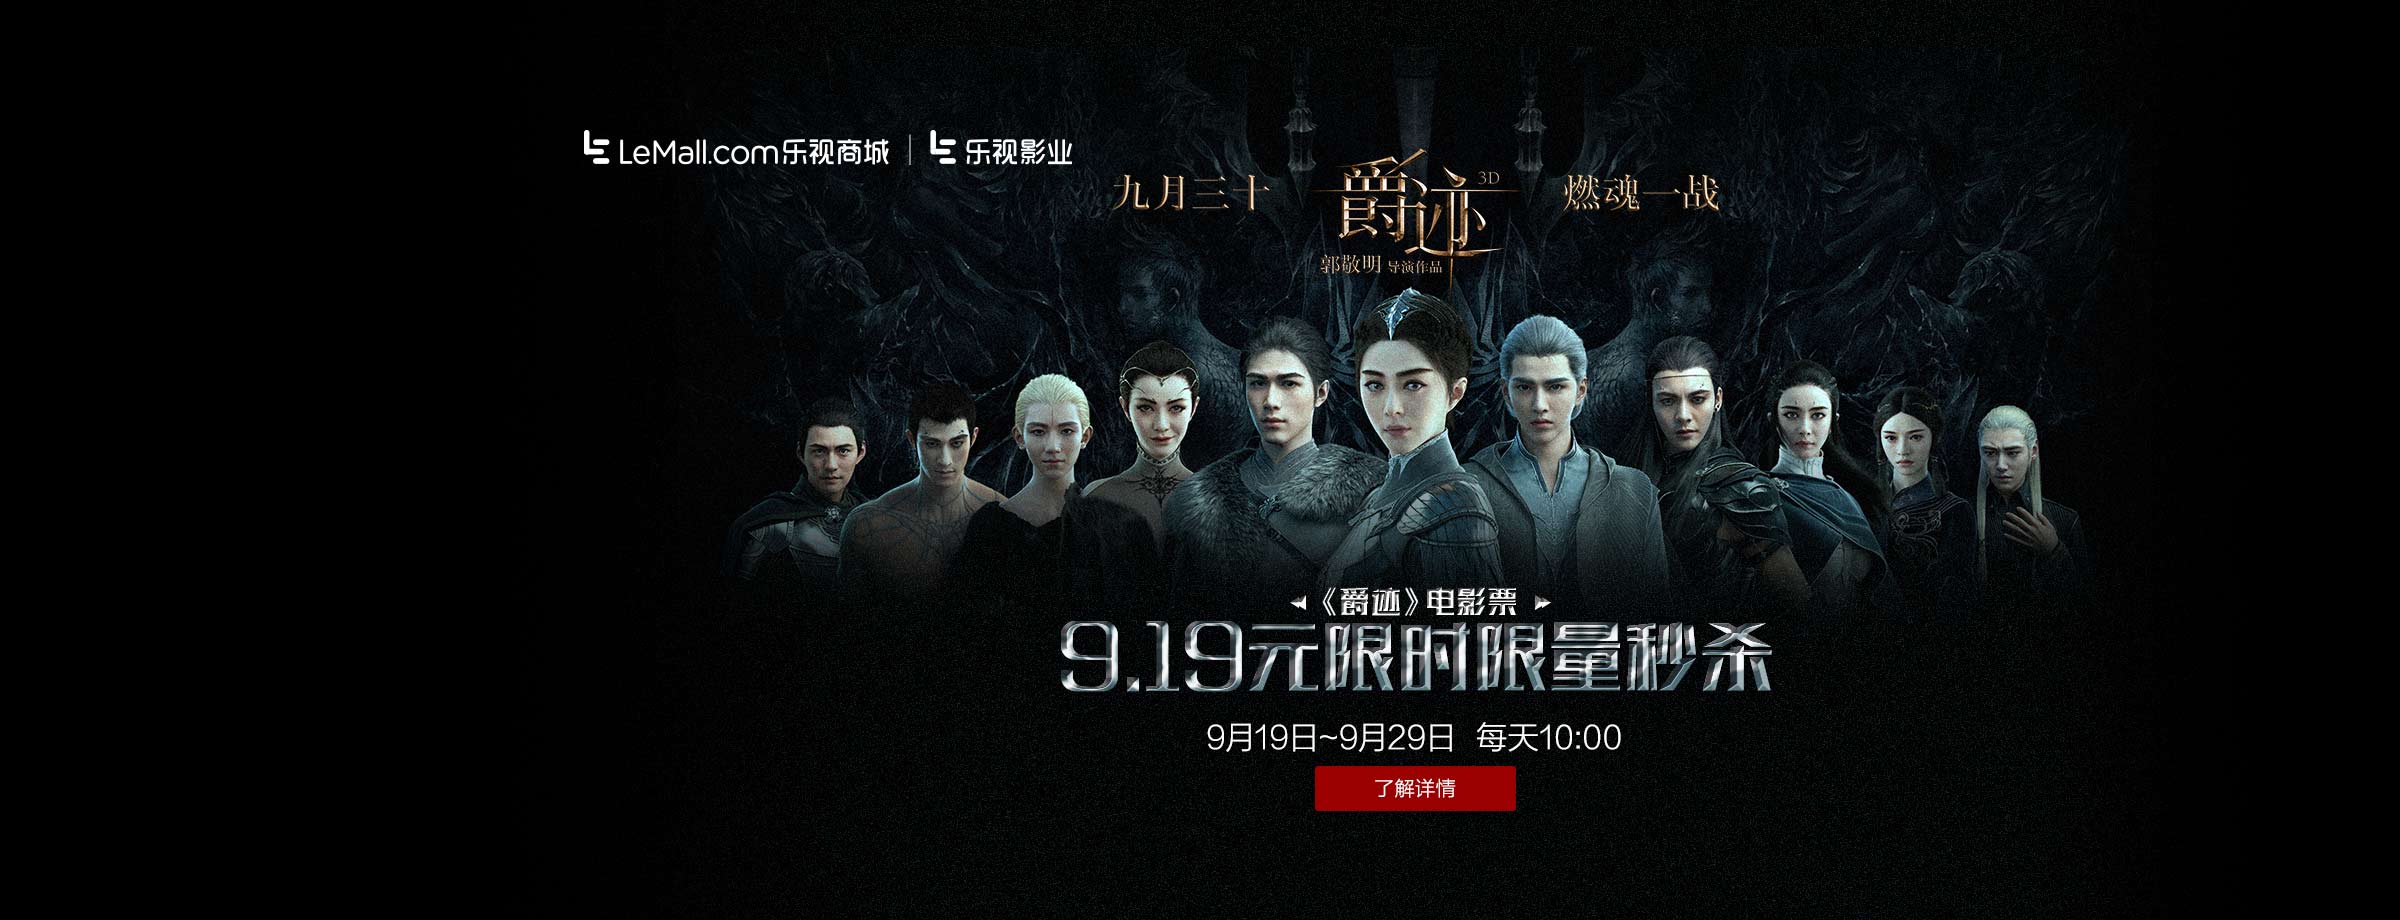 LeMall.com乐视商城 | 乐视影业
九月三十 爵迹 3D 燃魂一战
郭敬明 导演作品
《爵迹》电影票
9.19元限时限量秒杀
9月19日~9月29日 每天10:00
了解详情